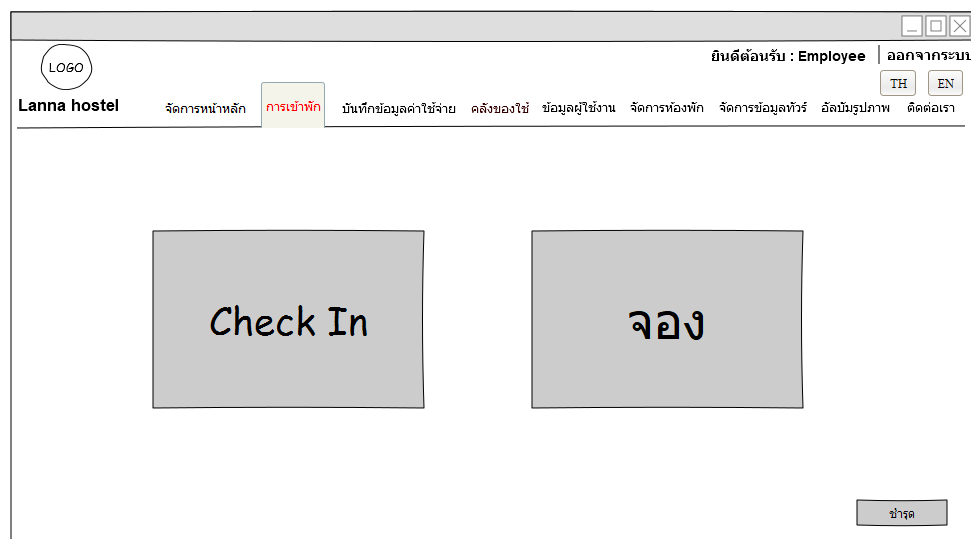 ยินดีต้อนรับ : Employee ออกจากระบบ
LOGO
TH EN
Lanna hostel จัดการหน้าหลัก การเข้าพัก บันทึกข้อมูลค่าใช้จ่าย คลังของใช้ ข้อมูลผู้ใช้งาน จัดการห้องพัก จัดการข้อมูลทัวร์ อัลบัมรูปภาพ ติดต่อเรา
Check In จอง
ชำรุด